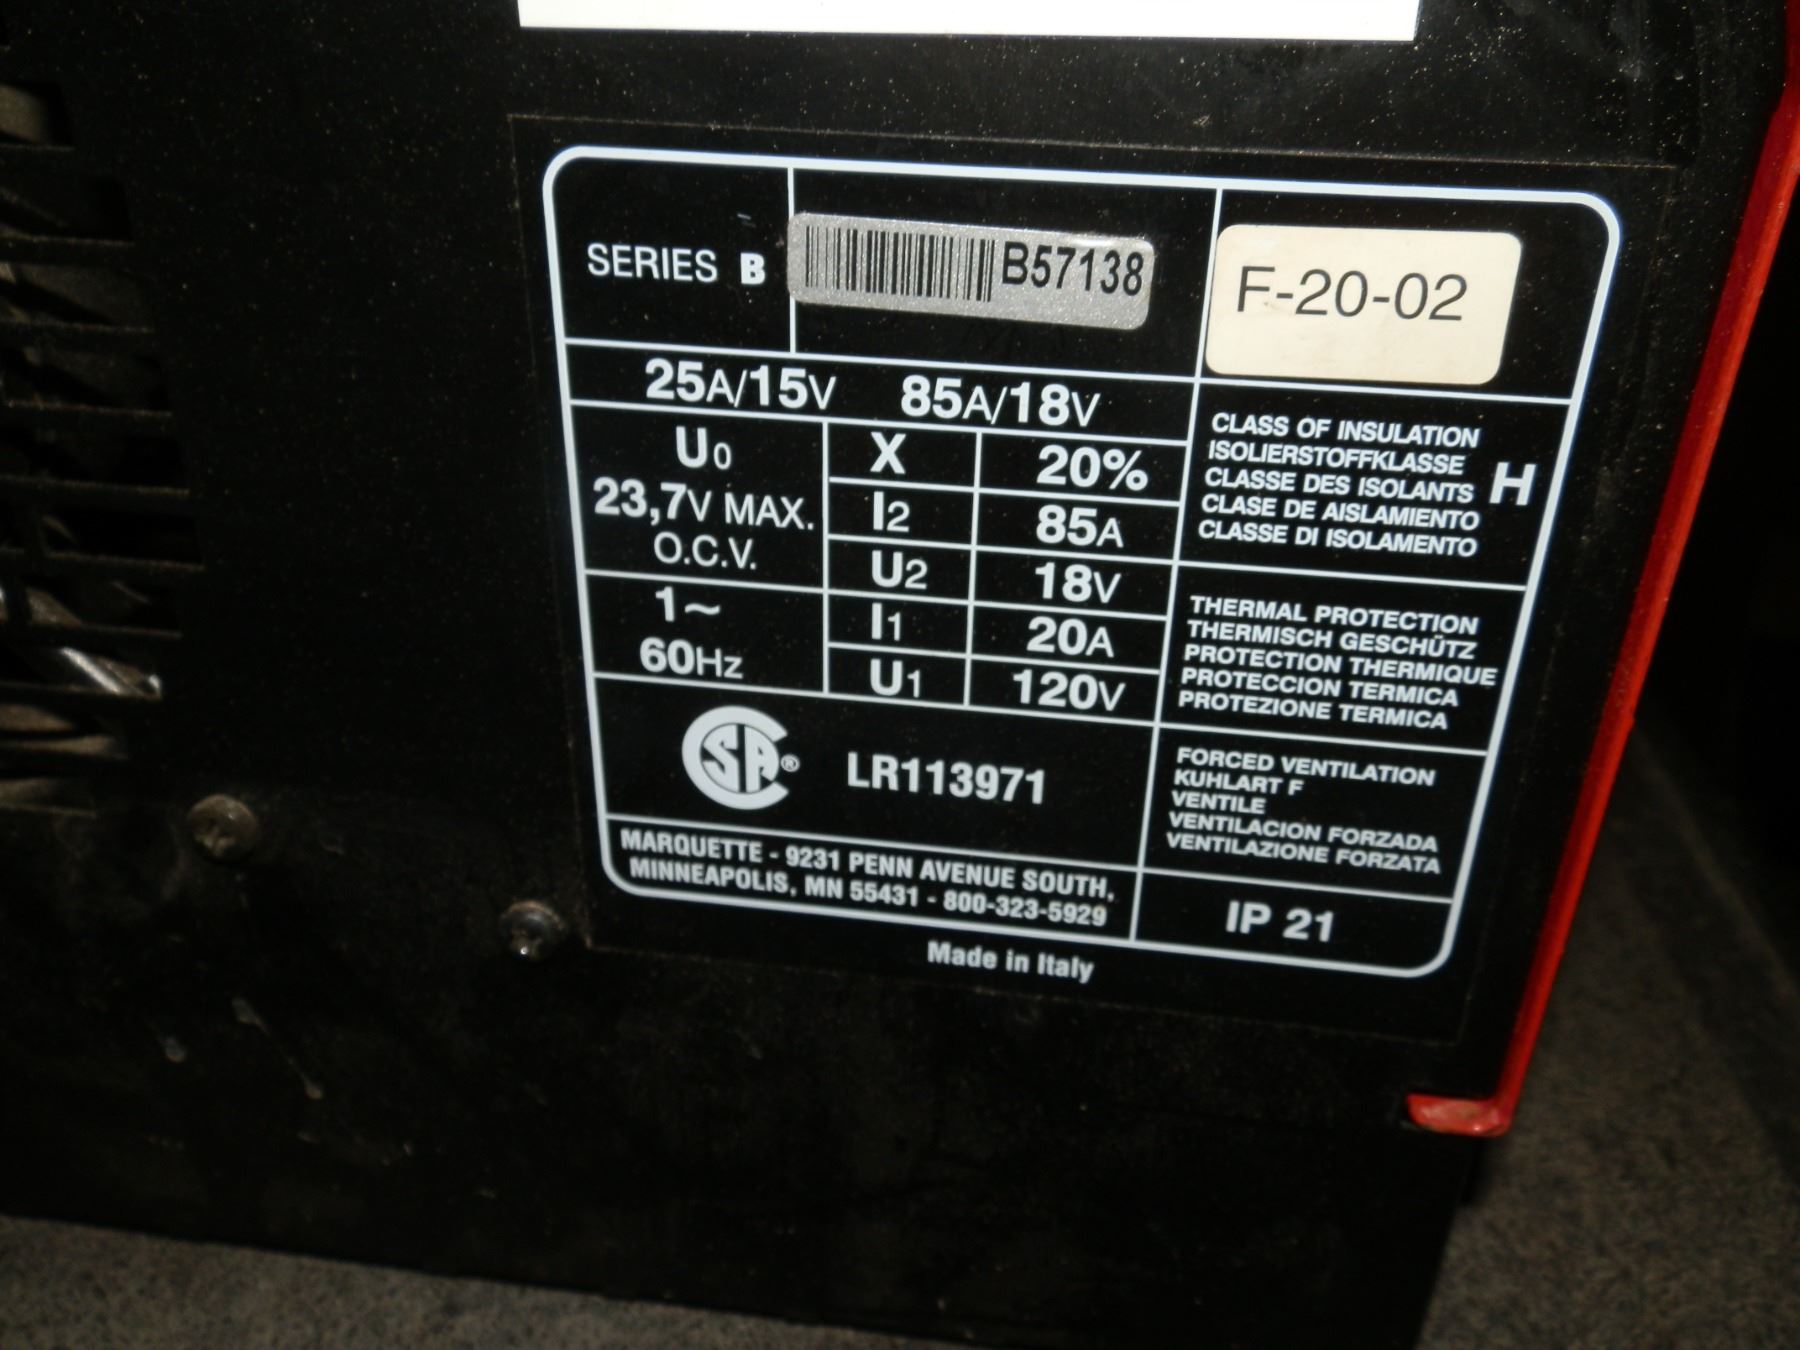 SERIES B
B57138
F-20-02
25A/15V 85A/18V
U0
23,7V MAX.
O.C.V.
1~
60Hz
X 20%
I2 85A
U2 18V
I1 20A
U1 120V
CLASS OF INSULATION
ISOLIERSTOFFKLASSE
CLASSE DES ISOLANTS
CLASE DE AISLAMIENTO
CLASSE DI ISOLAMENTO
H
THERMAL PROTECTION
THERMISCH GESCHÜTZ
PROTECTION THERMIQUE
PROTECCION TERMICA
PROTEZIONE TERMICA
CSA® LR113971
FORCED VENTILATION
KUHLART F
VENTILE
VENTILACION FORZADA
VENTILAZIONE FORZATA
MARQUETTE - 9231 PENN AVENUE SOUTH,
MINNEAPOLIS, MN 55431 - 800-323-5929
IP 21
Made in Italy